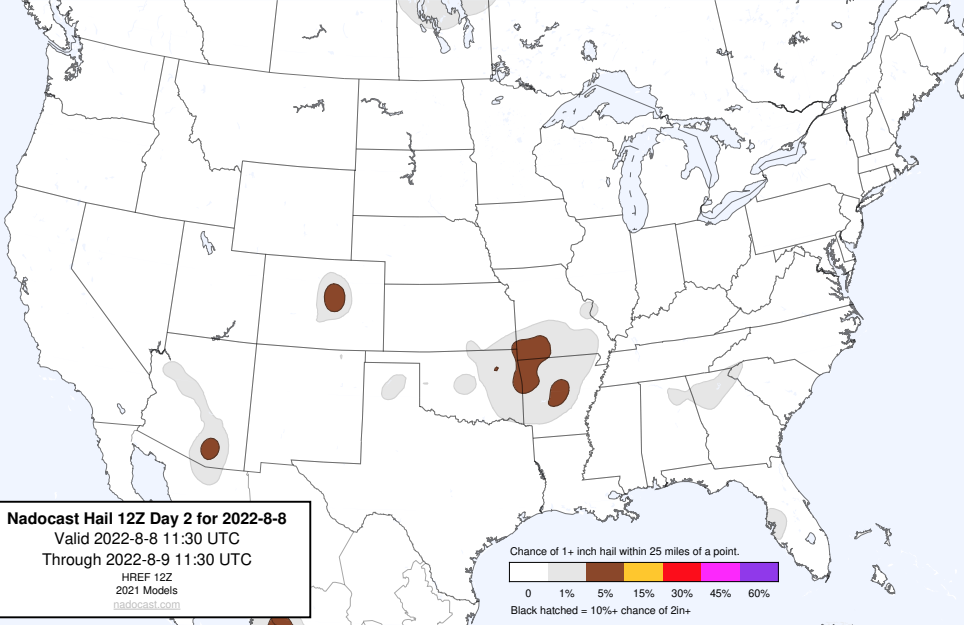 Nadocast Hail 12Z Day 2 for 2022-8-8
Valid 2022-8-8 11:30 UTC
Through 2022-8-9 11:30 UTC
HREF 12Z
2021 Models
nadocast.com
Chance of 1+ inch hail within 25 miles of a point.
0 1% 5% 15% 30% 45% 60%
Black hatched = 10%+ chance of 2in+